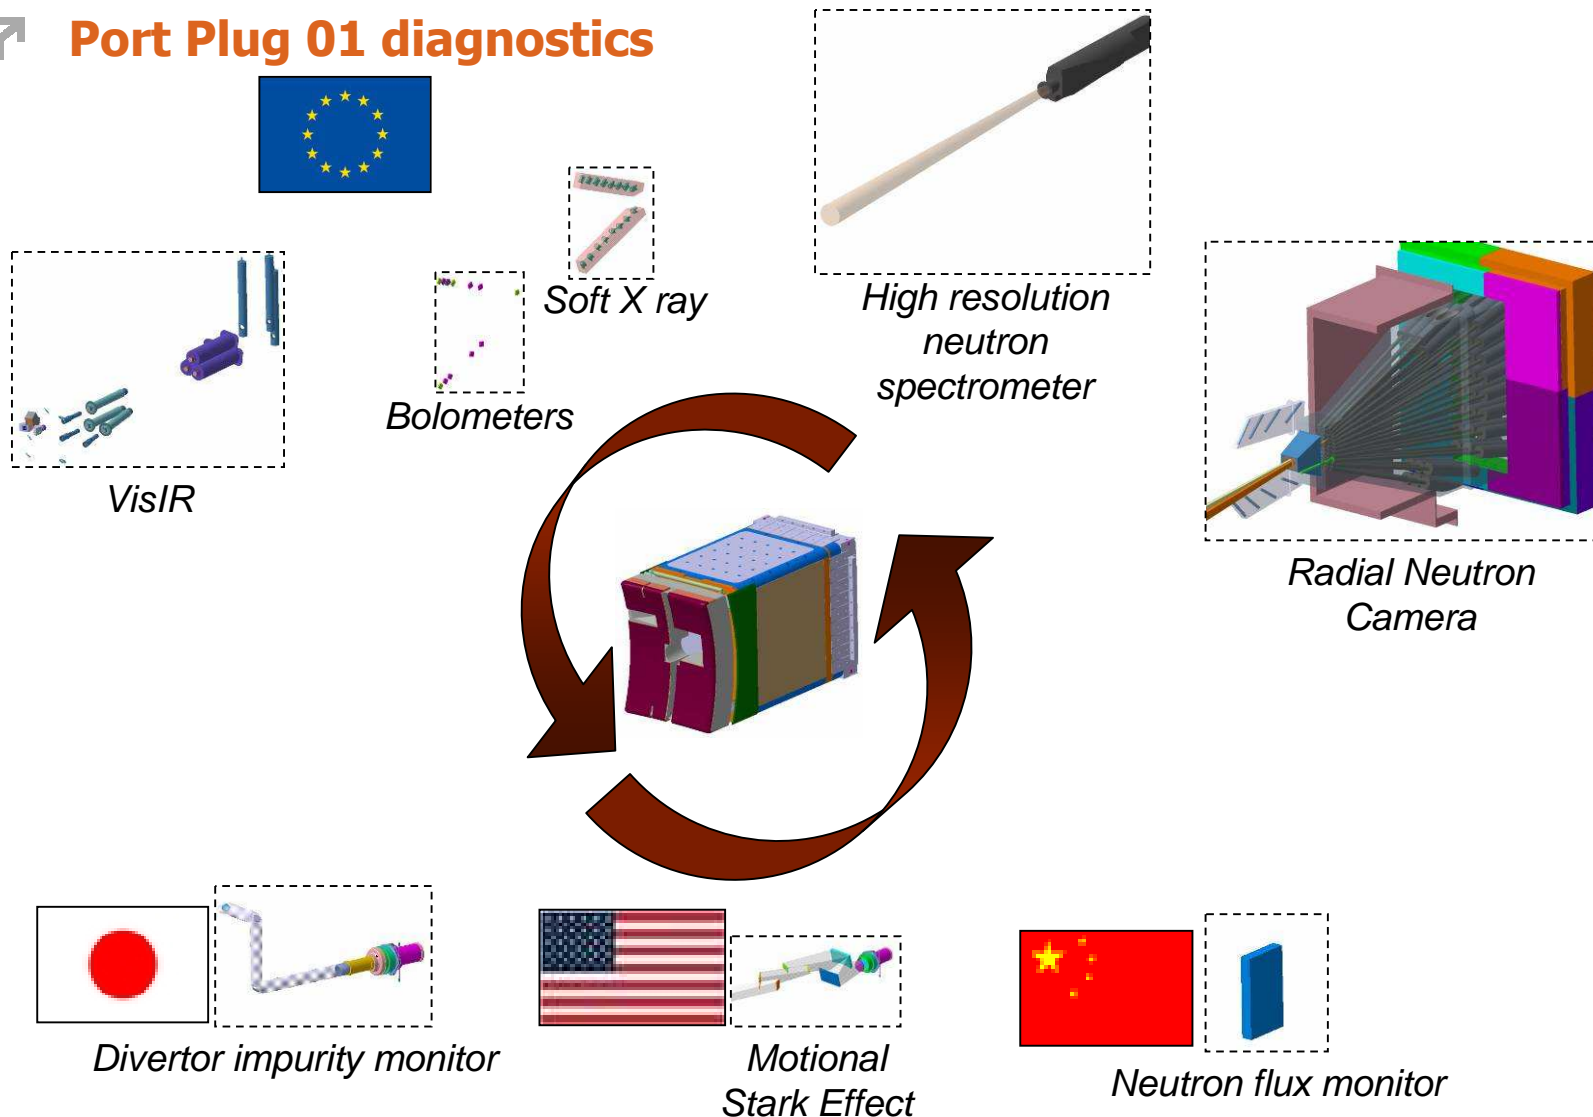 Port Plug 01 diagnostics
Soft X ray
High resolution
neutron
spectrometer
Bolometers
VisIR
Radial Neutron
Camera
Divertor impurity monitor
Motional
Stark Effect
Neutron flux monitor